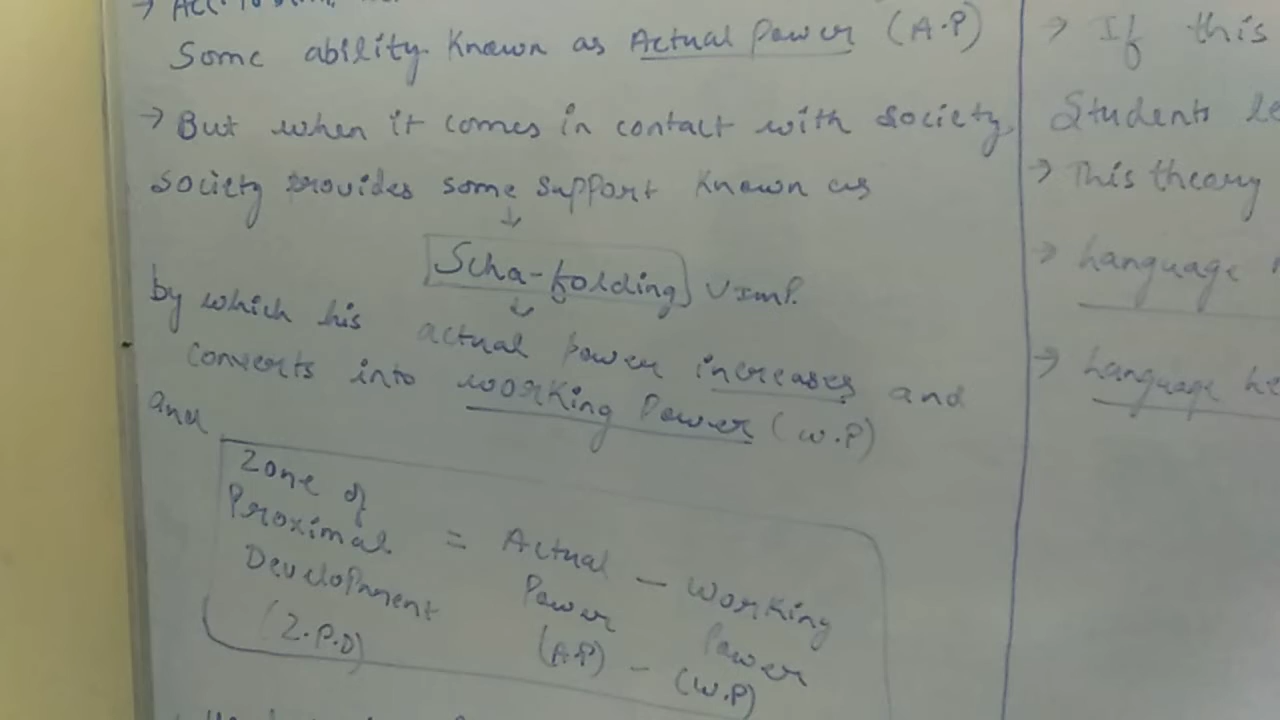 Some ability known as Actual Power (A.P)
→ But when it comes in contact with society,
society provides some support known as
↓
Scha-folding V Imp.
↓
by which his actual power increases and
converts into working Power (W.P)
and
Zone of
Proximal = Actual - Working
Development Power Power
(Z.P.D) (A.P) - (W.P)
→ If this
Students
→ This theory
→ Language
→ Language